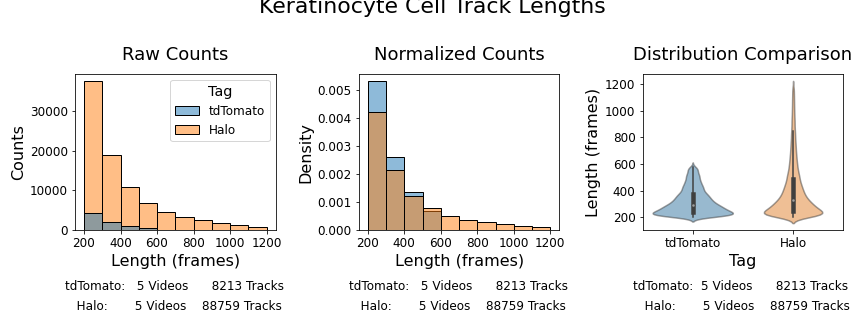 Keratinocyte Cell Track Lengths
Raw Counts
Counts
30000
20000
10000
0
Tag
tdTomato
Halo
200 400 600 800 1000 1200
Length (frames)
tdTomato: 5 Videos 8213 Tracks
Halo: 5 Videos 88759 Tracks
Normalized Counts
Density
0.005
0.004
0.003
0.002
0.001
0.000
200 400 600 800 1000 1200
Length (frames)
tdTomato: 5 Videos 8213 Tracks
Halo: 5 Videos 88759 Tracks
Distribution Comparison
Length (frames)
1200
1000
800
600
400
200
tdTomato Halo
Tag
tdTomato: 5 Videos 8213 Tracks
Halo: 5 Videos 88759 Tracks